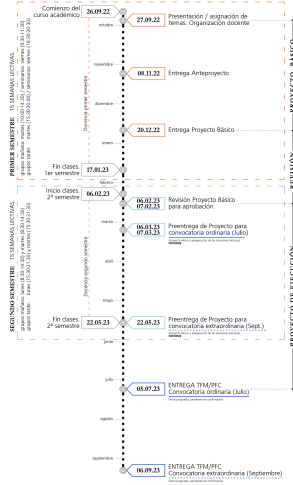 Comienzo del
curso académico
26.09.22
octubre
27.09.22
Presentación / asignación de
temas. Organización docente
noviembre
08.11.22
Entrega Anteproyecto
diciembre
20.12.22
Entrega Proyecto Básico
enero
Fin clases.
1er semestre
17.01.23
febrero
Inicio clases.
2º semestre
06.02.23
06.02.23
07.02.23
Revisión Proyecto Básico
para aprobación.
marzo
06.03.23
07.03.23
Preentrega de Proyecto para
convocatoria ordinaria (Julio)
abril
mayo
Fin clases.
2º semestre
22.05.23
22.05.23
Preentrega de Proyecto para
convocatoria extraordinaria (Sept.)
junio
julio
05.07.23
ENTREGA TFM/PFC
Convocatoria ordinaria (Julio)
agosto
septiembre
06.09.23
ENTREGA TFM/PFC
Convocatoria extraordinaria (Septiembre)
PRIMER SEMESTRE 15 SEMANAS LECTIVAS.
Docencia primer semestre
SEGUNDO SEMESTRE 15 SEMANAS LECTIVAS.
Docencia segundo semestre
PROYECTO BÁSICO
REVISIÓN
PROYECTO DE EJECUCIÓN